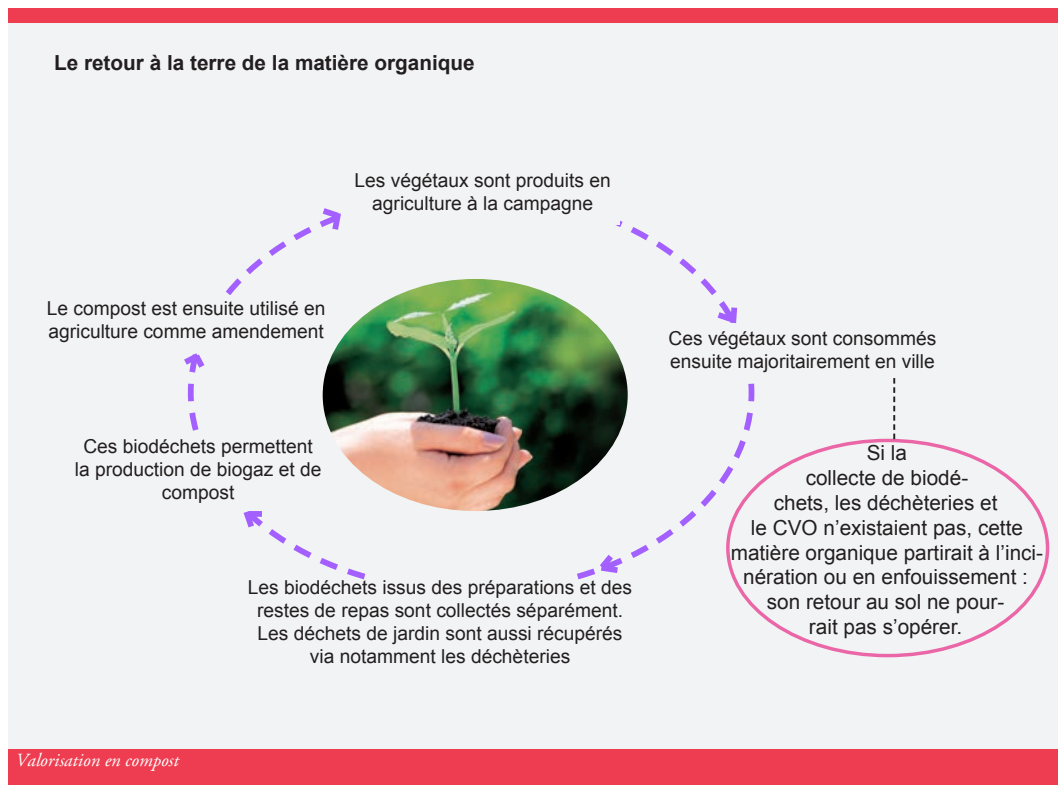 Le retour à la terre de la matière organique
Les végétaux sont produits en
agriculture à la campagne
Ces végétaux sont consommés
ensuite majoritairement en ville
Si la
collecte de biodé-
chets, les déchèteries et
le CVO n'existaient pas, cette
matière organique partirait à l'inci-
nération ou en enfouissement :
son retour au sol ne pour-
rait pas s'opérer.
Les biodéchets issus des préparations et des
restes de repas sont collectés séparément.
Les déchets de jardin sont aussi récupérés
via notamment les déchèteries
Ces biodéchets permettent
la production de biogaz et de
compost
Le compost est ensuite utilisé en
agriculture comme amendement
Valorisation en compost